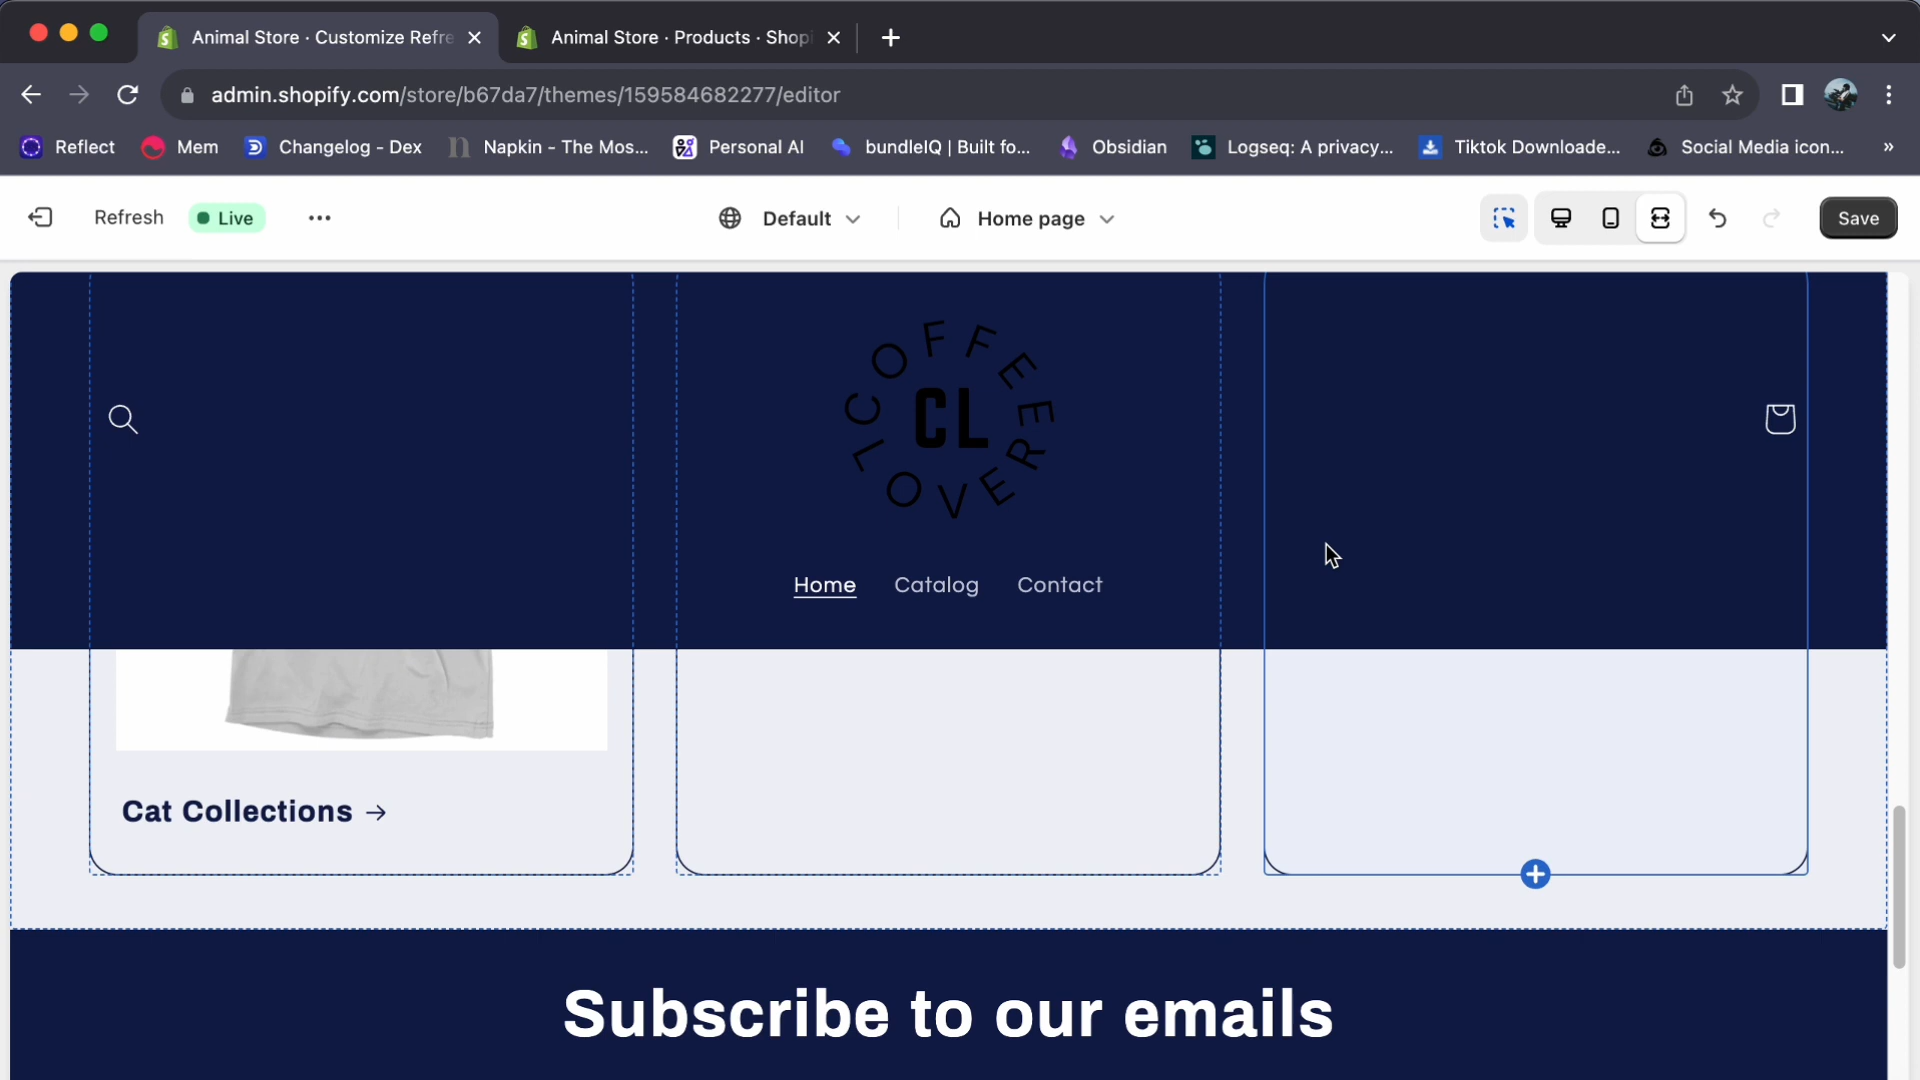 Animal Store · Customize Refre
Animal Store · Products · Shopi
admin.shopify.com/store/b67da7/themes/159584682277/editor
Reflect
Mem
Changelog - Dex
Napkin - The Mos...
Personal AI
bundleIQ | Built fo...
Obsidian
Logseq: A privacy...
Tiktok Downloade...
Social Media icon...
»
Refresh
Live
Default
Home page
Save
COFFEE LOVER
CL
Home
Catalog
Contact
Cat Collections →
Subscribe to our emails